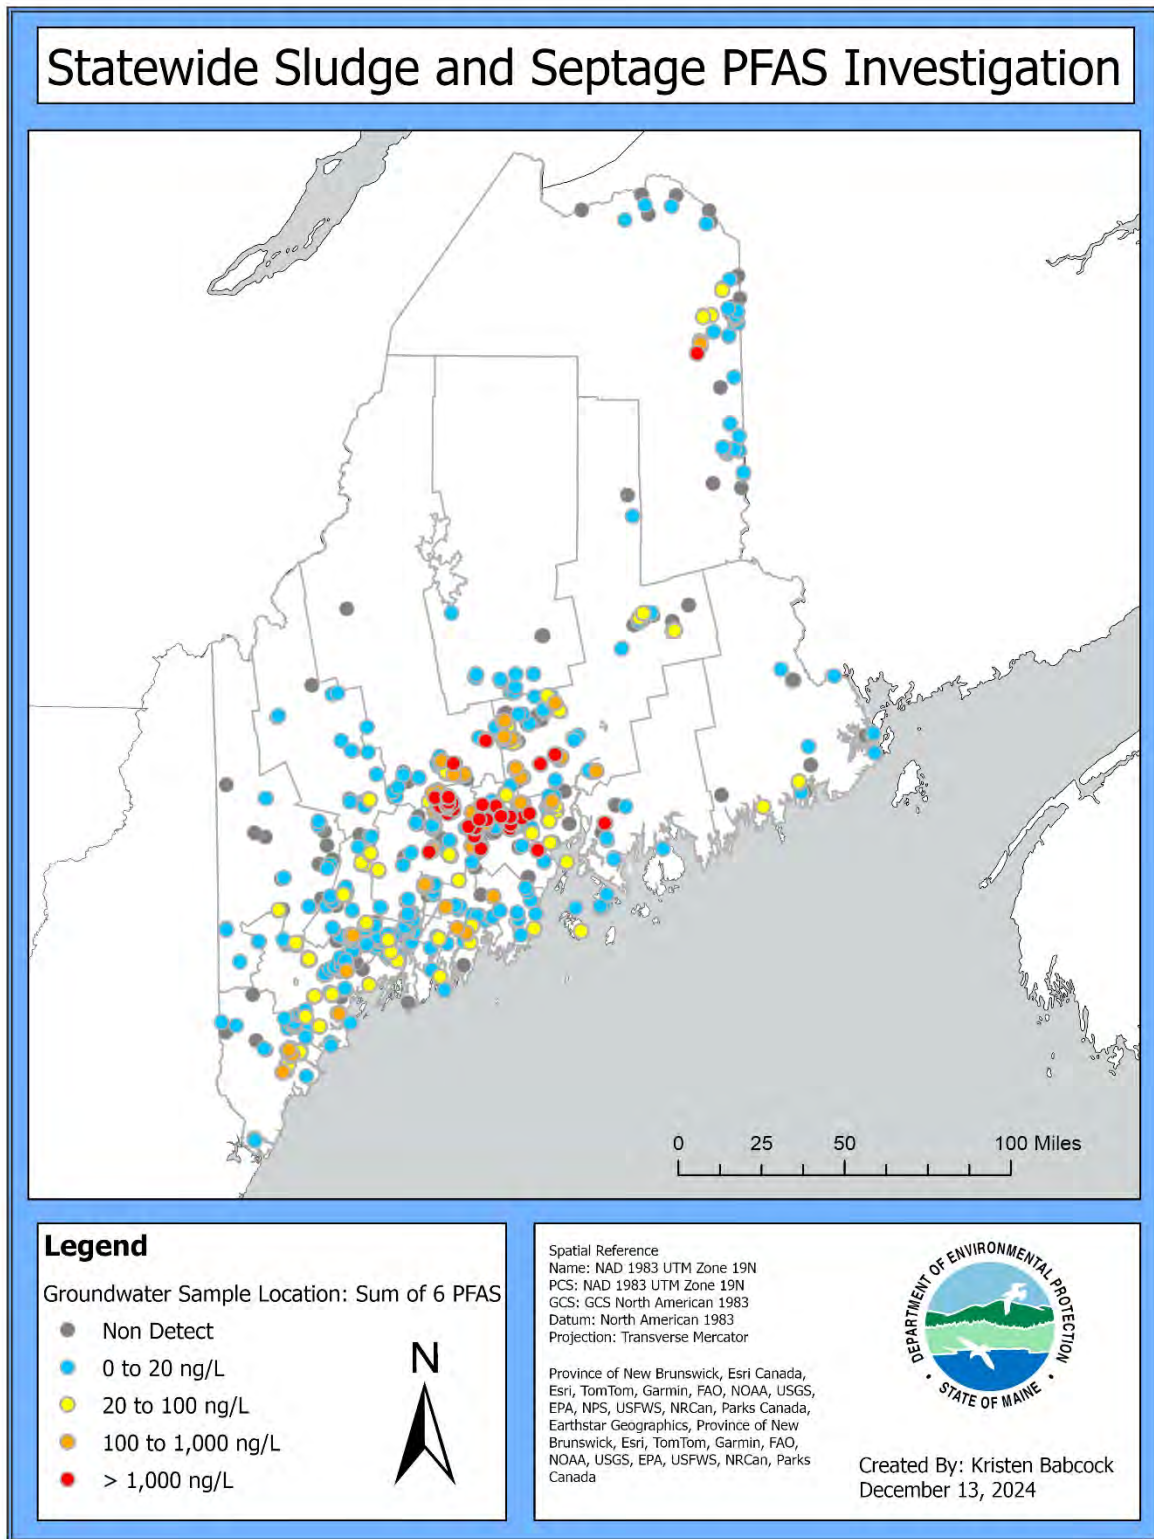 Statewide Sludge and Septage PFAS Investigation
0 25 50 100 Miles
Legend
Groundwater Sample Location: Sum of 6 PFAS
Non Detect
0 to 20 ng/L
20 to 100 ng/L
100 to 1,000 ng/L
> 1,000 ng/L
N
Spatial Reference
Name: NAD 1983 UTM Zone 19N
PCS: NAD 1983 UTM Zone 19N
GCS: GCS North American 1983
Datum: North American 1983
Projection: Transverse Mercator
Province of New Brunswick, Esri Canada,
Esri, TomTom, Garmin, FAO, NOAA, USGS,
EPA, NPS, USFWS, NRCan, Parks Canada,
Earthstar Geographics, Province of New
Brunswick, Esri, TomTom, Garmin, FAO,
NOAA, USGS, EPA, USFWS, NRCan, Parks
Canada
DEPARTMENT OF ENVIRONMENTAL PROTECTION
• STATE OF MAINE •
Created By: Kristen Babcock
December 13, 2024